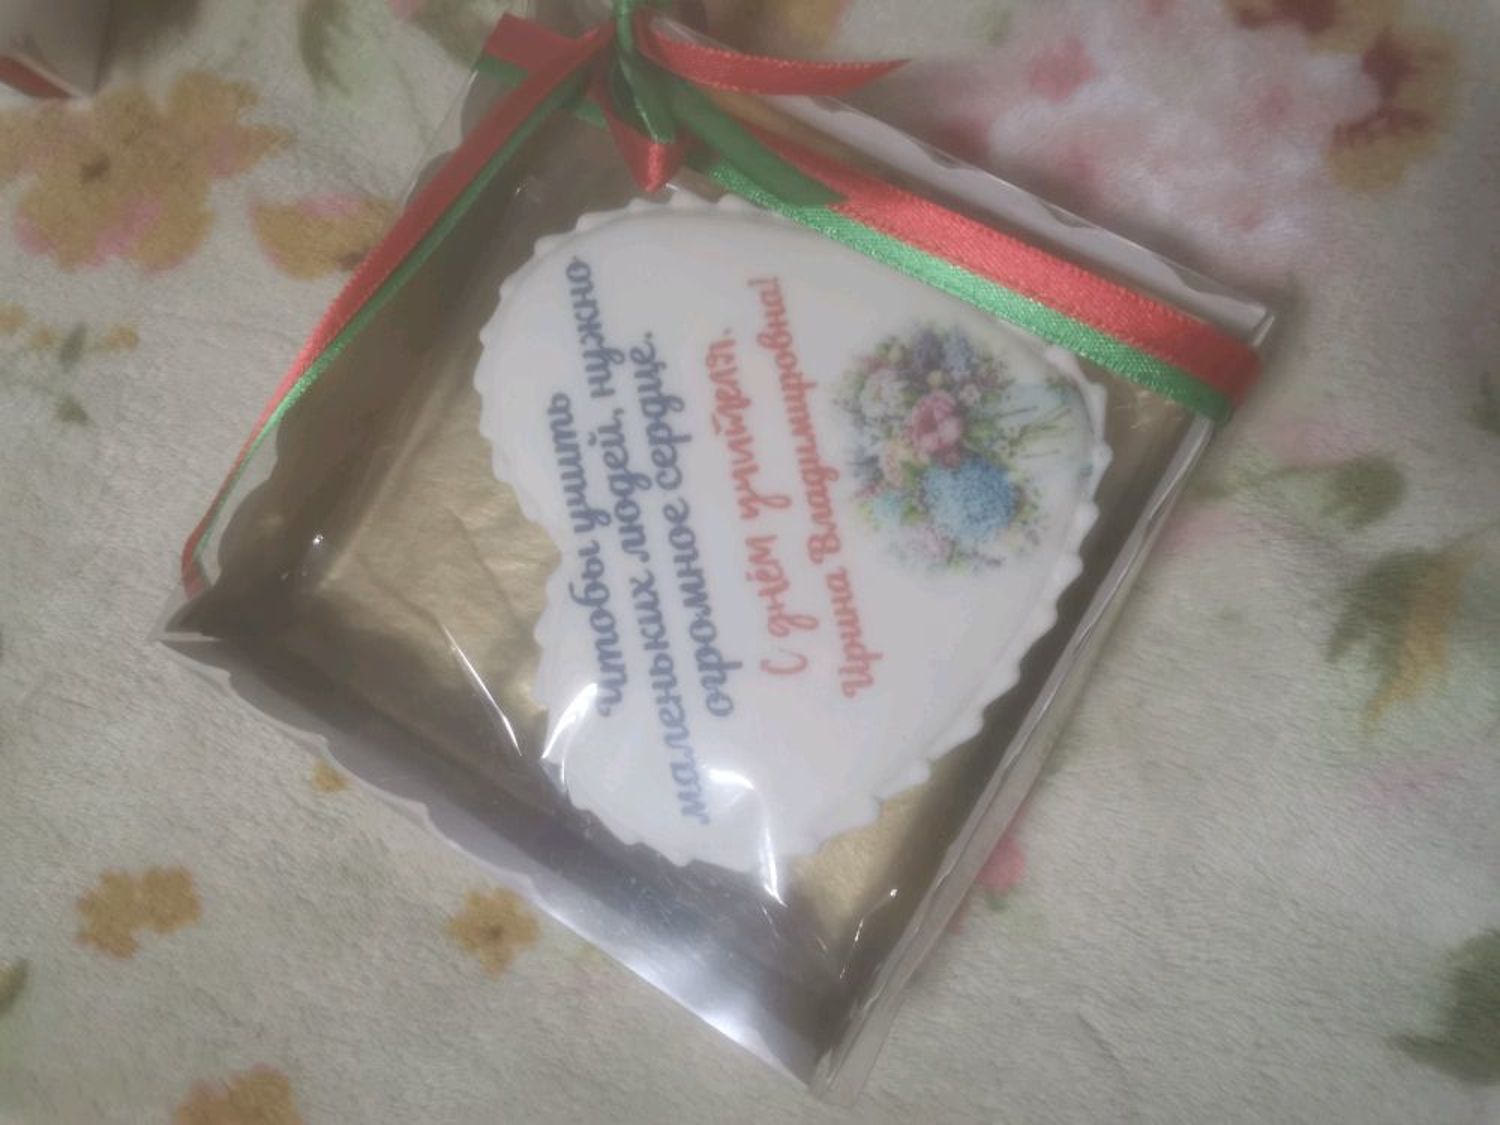 Чтобы учить
маленьких людей, нужно
огромное сердце.
С днём учителя.
Ирина Владимировна!